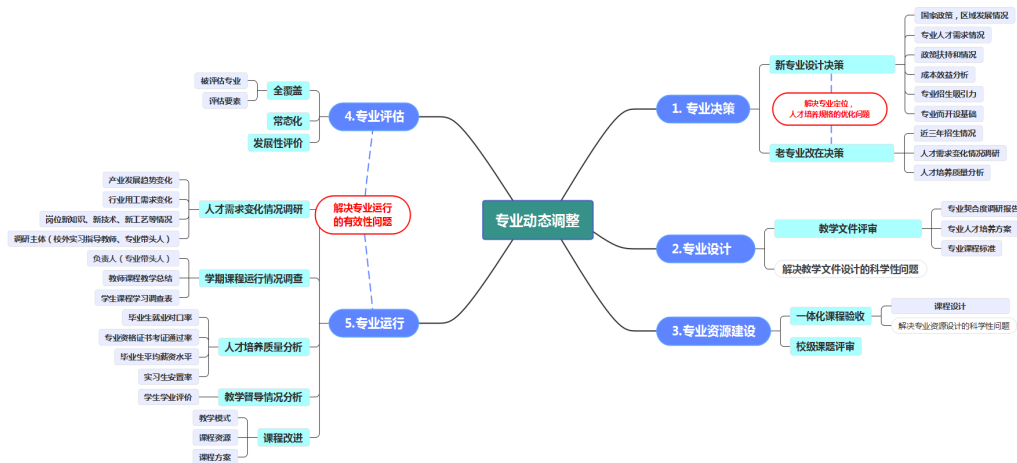 专业动态调整
1. 专业决策
新专业设计决策
国家政策，区域发展情况
专业人才需求情况
政策扶持和情况
成本效益分析
专业招生吸引力
专业而开设基础
解决专业定位，
人才培养规格的优化问题
老专业改在决策
近三年招生情况
人才需求变化情况调研
人才培养质量分析
2.专业设计
教学文件评审
专业契合度调研报告
专业人才培养方案
专业课程标准
解决教学文件设计的科学性问题
3.专业资源建设
一体化课程验收
课程设计
解决专业资源设计的科学性问题
校级课题评审
4.专业评估
全覆盖
被评估专业
评估要素
常态化
发展性评价
解决专业运行
的有效性问题
5.专业运行
人才需求变化情况调研
产业发展趋势变化
行业用工需求变化
岗位新知识、新技术、新工艺等情况
调研主体（校外实习指导教师、专业带头人）
学期课程运行情况调查
负责人（专业带头人）
教师课程教学总结
学生课程学习调查表
人才培养质量分析
毕业生就业对口率
专业资格证书考证通过率
毕业生平均薪资水平
实习生安置率
教学督导情况分析
学生学业评价
课程改进
教学模式
课程资源
课程方案